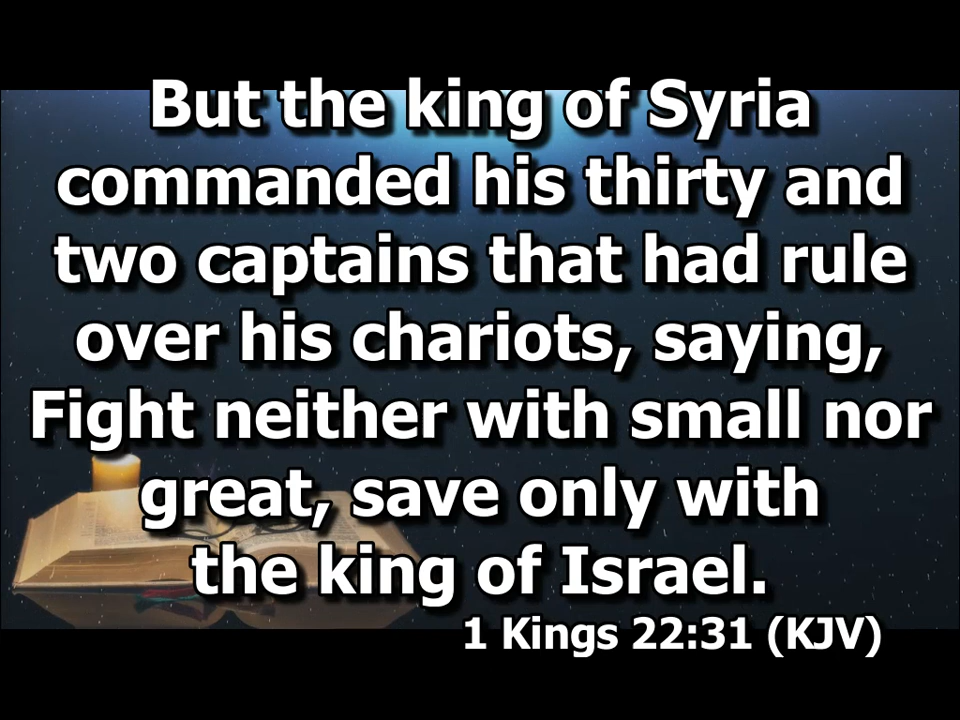 But the king of Syria
commanded his thirty and
two captains that had rule
over his chariots, saying,
Fight neither with small nor
great, save only with
the king of Israel.
1 Kings 22:31 (KJV)